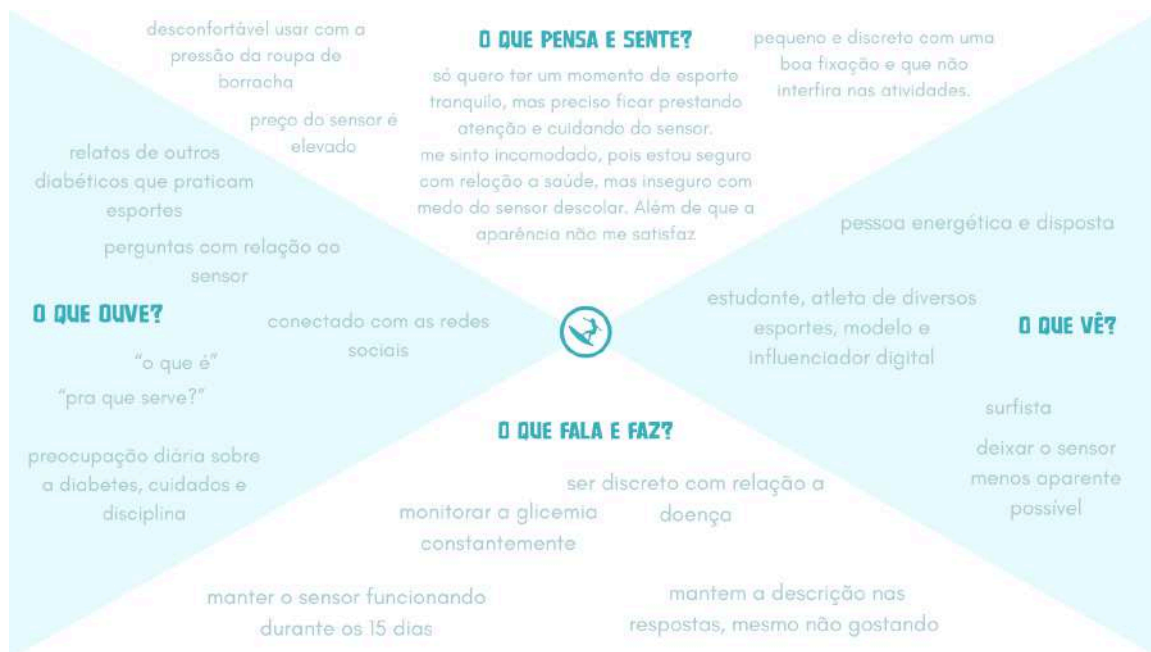 desconfortável usar com a
pressão da roupa de
borracha
preço do sensor é
elevado
O QUE PENSA E SENTE?
só quero ter um momento de esporte
tranquilo, mas preciso ficar prestando
atenção e cuidando do sensor.
me sinto incomodado, pois estou seguro
com relação a saúde, mas inseguro com
medo do sensor descolar. Além de que a
aparência não me satisfaz
pequeno e discreto com uma
boa fixação e que não
interfira nas atividades.
relatos de outros
diabéticos que praticam
esportes
perguntas com relação ao
sensor
O QUE OUVE?
conectado com as redes
sociais
"o que é"
"pra que serve?"
preocupação diária sobre
a diabetes, cuidados e
disciplina
pessoa energética e disposta
estudante, atleta de diversos
esportes, modelo e
influenciador digital
O QUE VÊ?
surfista
deixar o sensor
menos aparente
possível
O QUE FALA E FAZ?
ser discreto com relação a
doença
monitorar a glicemia
constantemente
manter o sensor funcionando
durante os 15 dias
mantem a descrição nas
respostas, mesmo não gostando